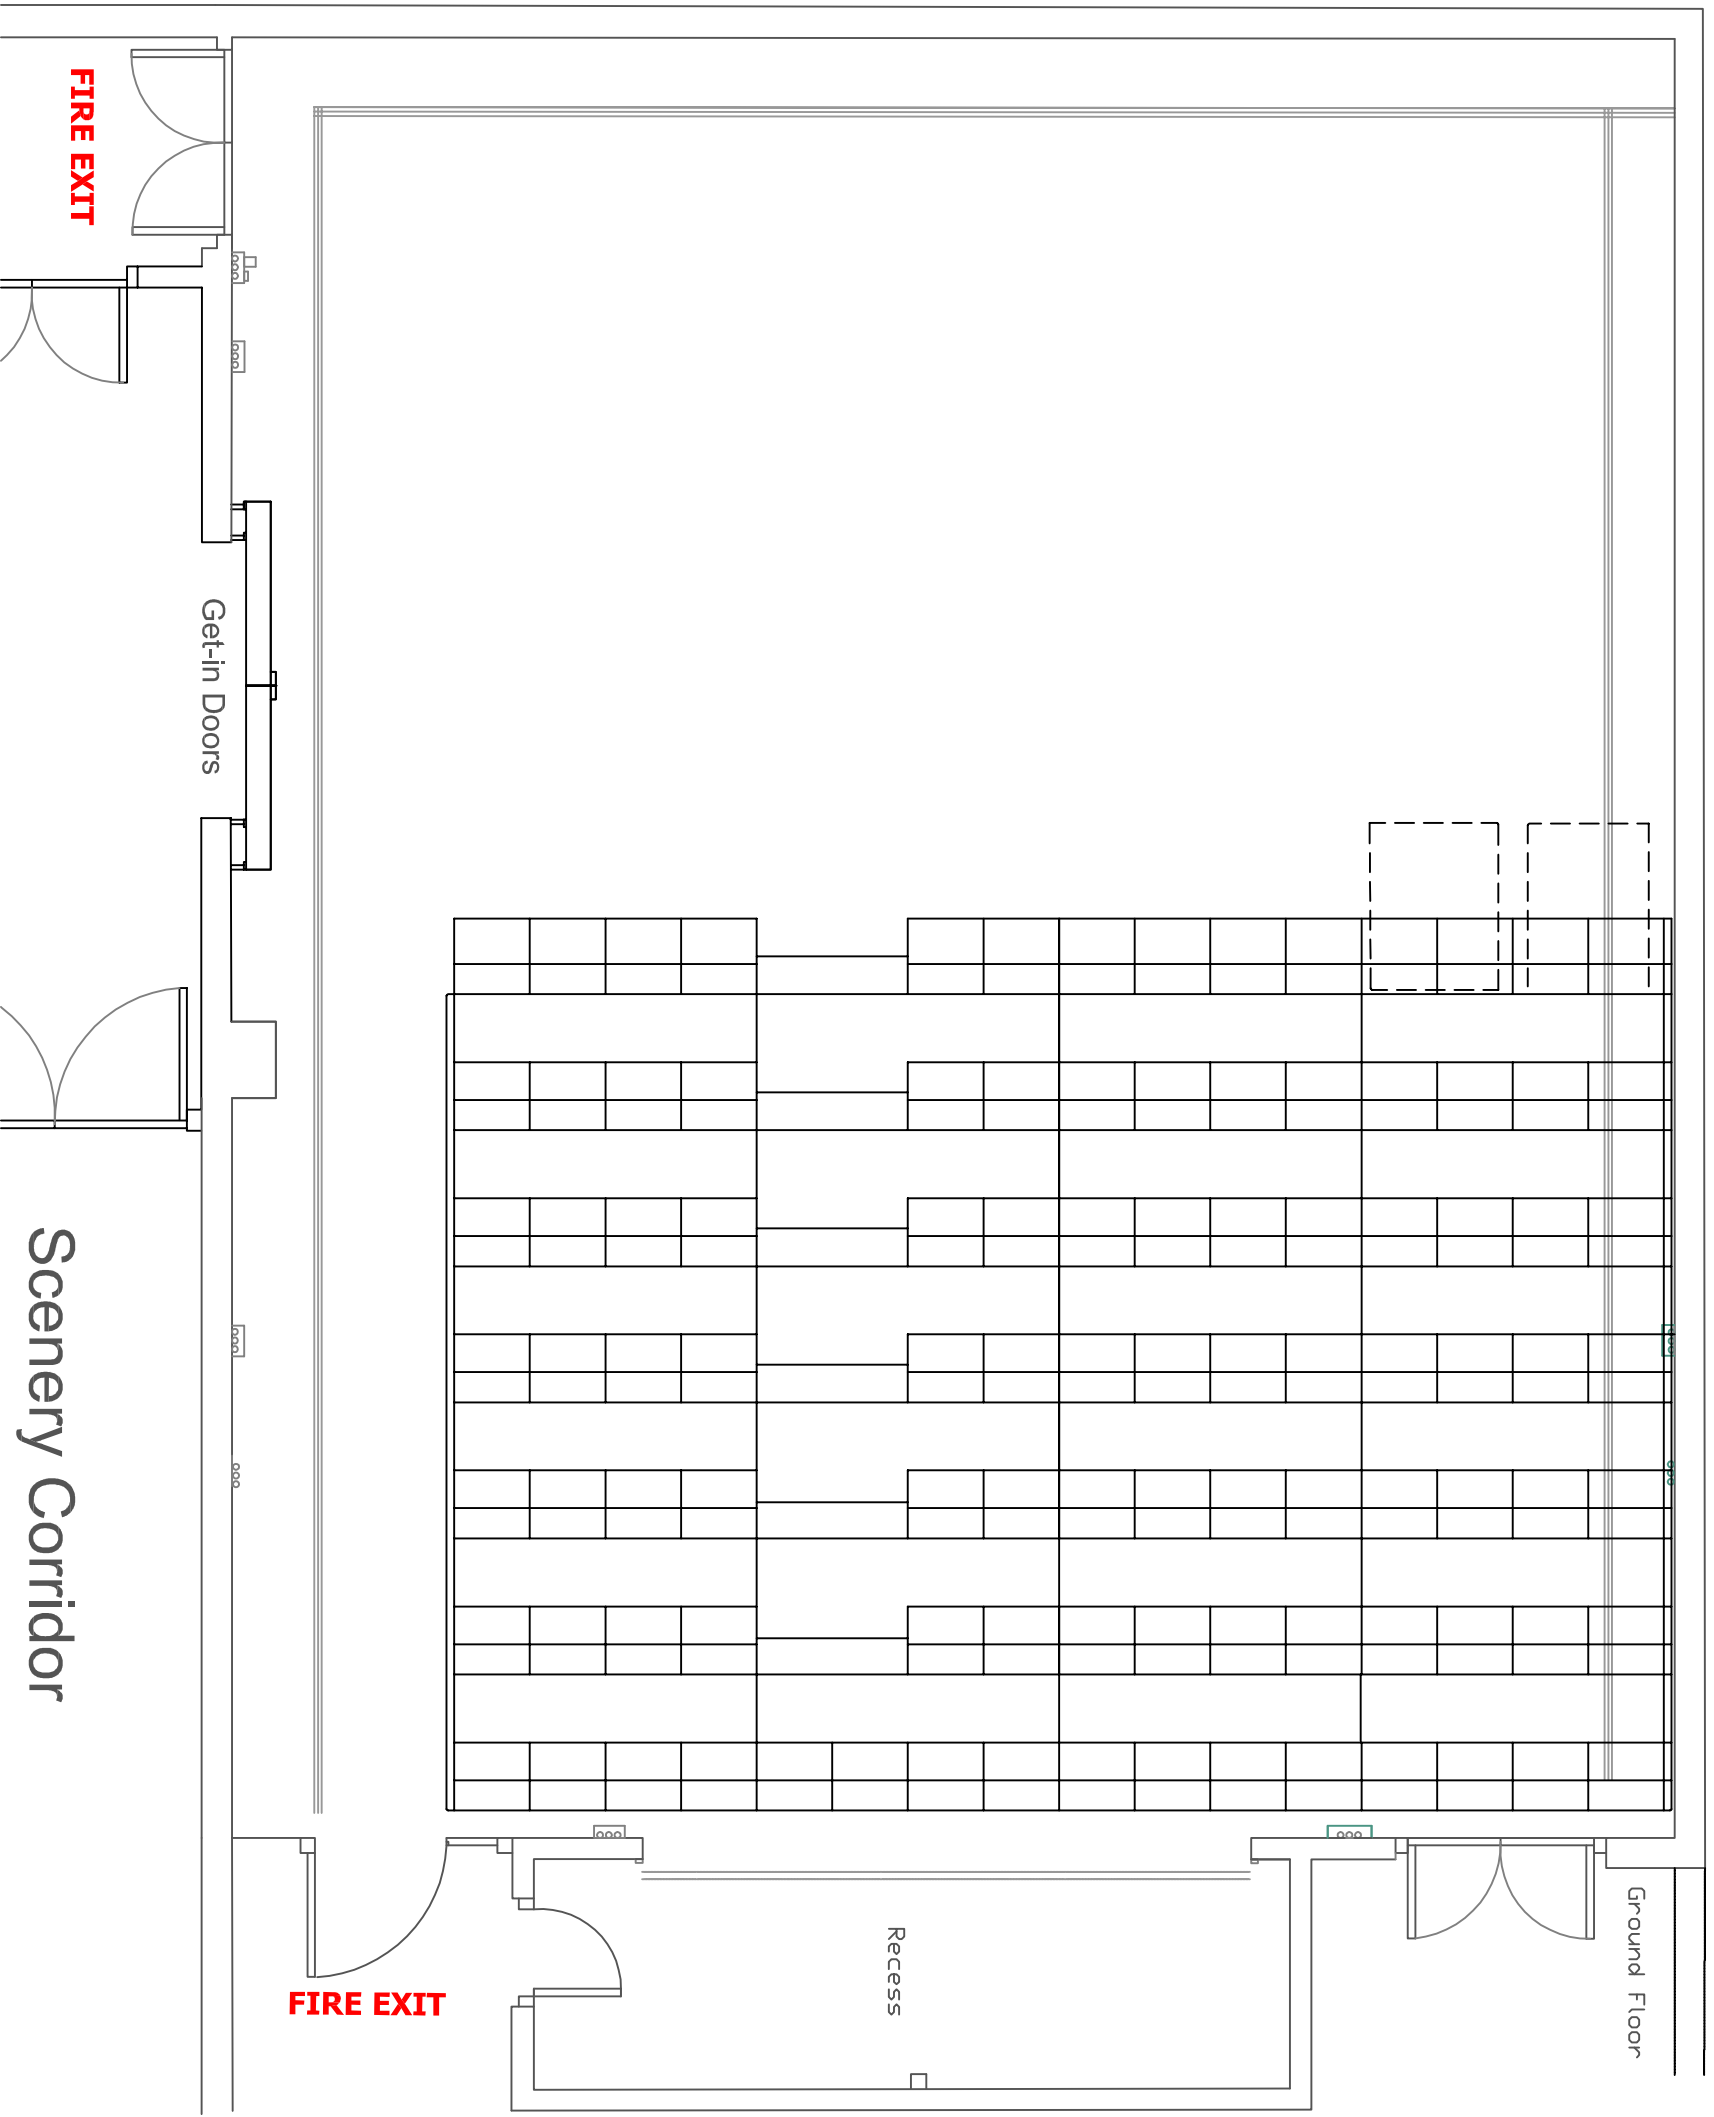 FIRE EXIT
Get-in Doors
Scenery Corridor
FIRE EXIT
Recess
Ground Floor